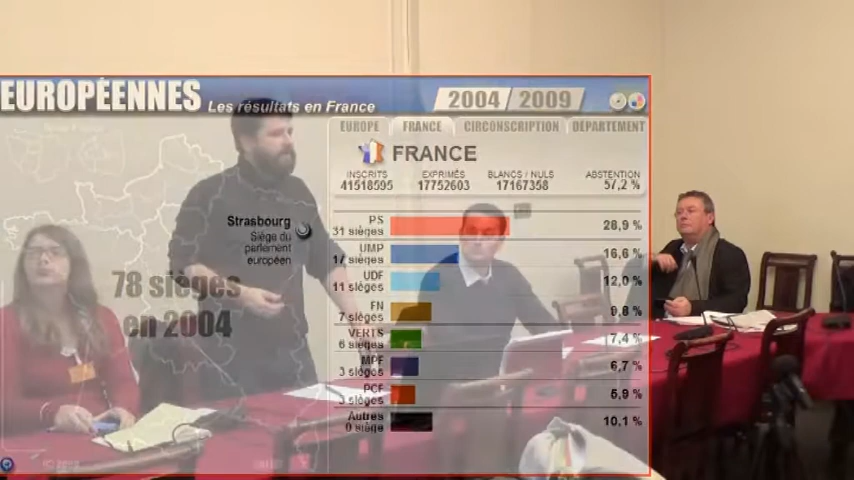 EUROPÉENNES
Les résultats en France
2004 2009
EUROPE FRANCE CIRCONSCRIPTION DÉPARTEMENT
FRANCE
INSCRITS EXPRIMÉS BLANCS / NULS ABSTENTION
41518595 17752603 17167358 57,2 %
Strasbourg
Siège du
parlement
européen
78 sièges
en 2004
PS
31 sièges 28,9 %
UMP
17 sièges 16,6 %
UDF
11 sièges 12,0 %
FN
7 sièges 9,8 %
VERTS
6 sièges 7,4 %
MPF
3 sièges 6,7 %
PCF
3 sièges 5,9 %
Autres
0 siège 10,1 %